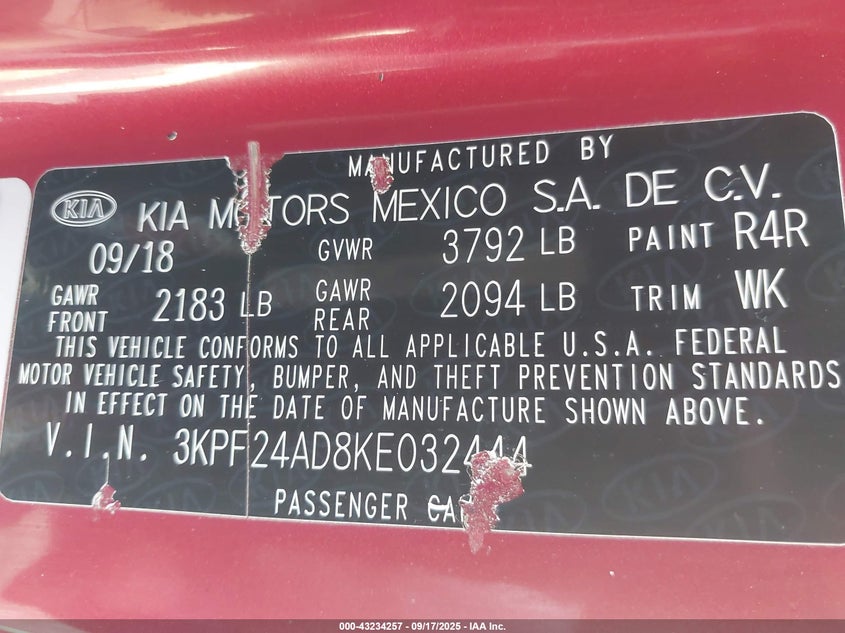 MANUFACTURED BY
KIA KIA MOTORS MEXICO S.A. DE C.V.
09/18 GVWR 3792 LB PAINT R4R
GAWR FRONT 2183 LB GAWR REAR 2094 LB TRIM WK
THIS VEHICLE CONFORMS TO ALL APPLICABLE U.S.A. FEDERAL
MOTOR VEHICLE SAFETY, BUMPER, AND THEFT PREVENTION STANDARDS
IN EFFECT ON THE DATE OF MANUFACTURE SHOWN ABOVE.
V.I.N. 3KPF24AD8KE032444
PASSENGER CAR
000-43234257 - 09/17/2025 - IAA Inc.